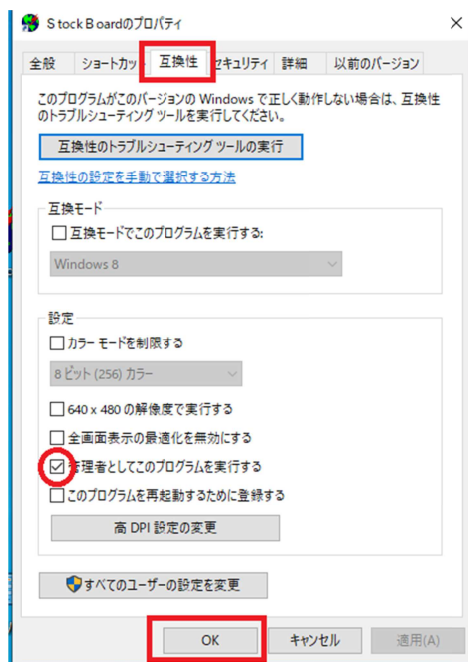 StockBoardのプロパティ
全般 ショートカッ 互換性 セキュリティ 詳細 以前のバージョン
このプログラムがこのバージョンの Windows で正しく動作しない場合は、互換性
のトラブルシューティング ツールを実行してください。
互換性のトラブルシューティング ツールの実行
互換性の設定を手動で選択する方法
互換モード
互換モードでこのプログラムを実行する:
Windows 8
設定
カラー モードを制限する
8 ビット (256) カラー
640 x 480 の解像度で実行する
全画面表示の最適化を無効にする
管理者としてこのプログラムを実行する
このプログラムを再起動するために登録する
高 DPI 設定の変更
すべてのユーザーの設定を変更
OK キャンセル 適用(A)